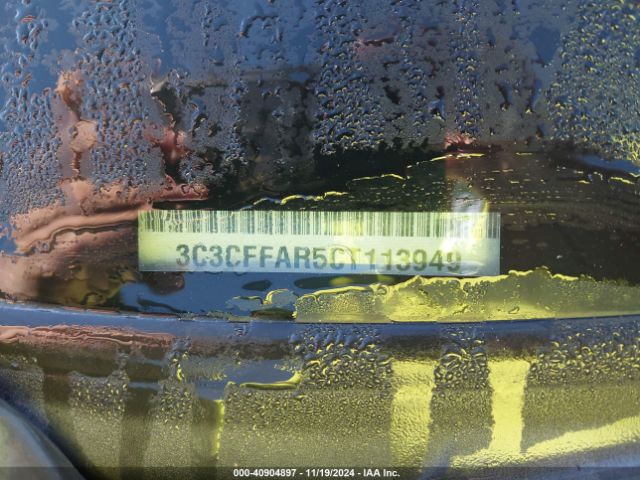 3C3CFFAR5CT113949
000-40904897 - 11/19/2024 - IAA Inc.